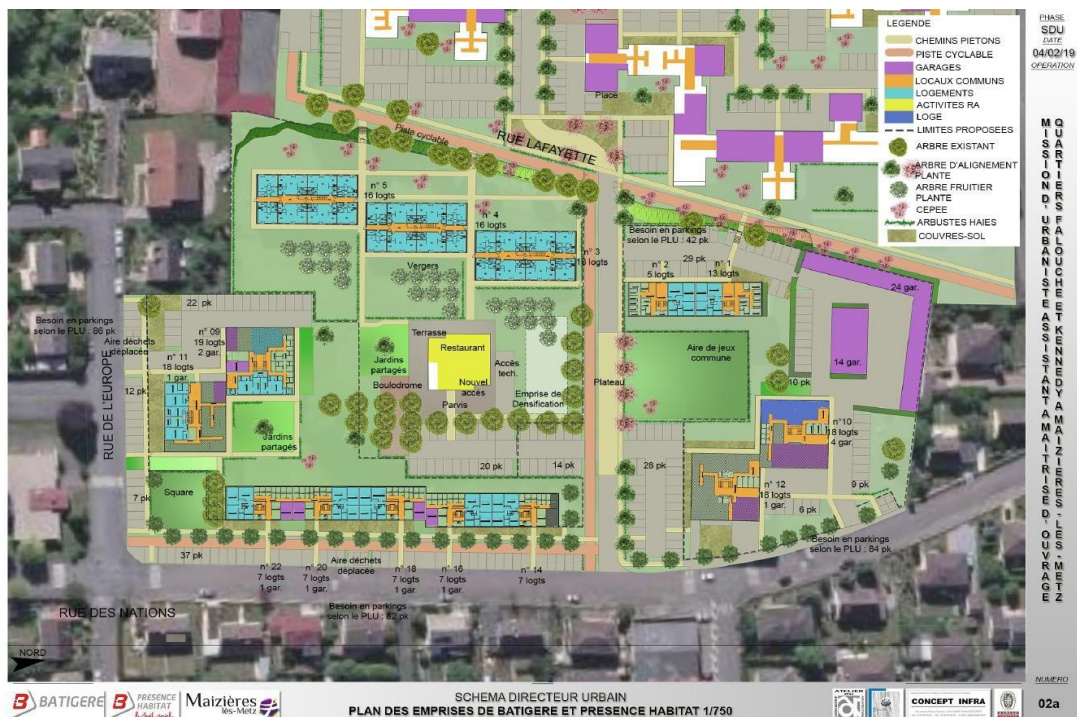 LEGENDE
CHEMINS PIETONS
PISTE CYCLABLE
GARAGES
LOCAUX COMMUNS
LOGEMENTS
ACTIVITES RA
LOGE
LIMITES PROPOSEES
ARBRE EXISTANT
ARBRE D'ALIGNEMENT
PLANTE
ARBRE FRUITIER
PLANTE
CEPEE
ARBUSTES HAIES
COUVRES-SOL
PHASE
SDU
DATE
04/02/19
OPERATION
QUARTIERS FALOUCHE ET KENNEDY A MAIZIERES-LES-METZ
MISSION D'URBANISTE ASSISTANT A MAITRISE D'OUVRAGE
NUMERO
02a
Place
Piste cyclable
RUE LAFAYETTE
n° 5
16 logts
n° 4
16 logts
n° 3
16 logts
Besoin en parkings
selon le PLU : 42 pk
29 pk
n° 2
5 logts
n° 1
13 logts
24 gar.
14 gar.
Vergers
22 pk
Besoin en parkings
selon le PLU : 86 pk
Aire déchets
déplacée
n° 09
19 logts
2 gar.
n° 11
18 logts
1 gar.
12 pk
RUE DE L'EUROPE
Terrasse
Restaurant
Jardins
partagés
Accès
tech.
Boulodrome
Nouvel
accès
Parvis
Emprise de
Densification
Plateau
Aire de jeux
commune
10 pk
n°10
18 logts
4 gar.
Jardins
partagés
20 pk
14 pk
28 pk
n° 12
18 logts
1 gar.
9 pk
6 pk
7 pk
Square
37 pk
Aire déchets
déplacée
n° 22
7 logts
1 gar.
n° 20
7 logts
1 gar.
n° 18
7 logts
1 gar.
n° 16
7 logts
1 gar.
n° 14
7 logts
Besoin en parkings
selon le PLU : 84 pk
Besoin en parkings
selon le PLU : 82 pk
RUE DES NATIONS
NORD
BATIGERE
PRESENCE
HABITAT
Maizières
lès-Metz
SCHEMA DIRECTEUR URBAIN
PLAN DES EMPRISES DE BATIGERE ET PRESENCE HABITAT 1/750
CONCEPT INFRA